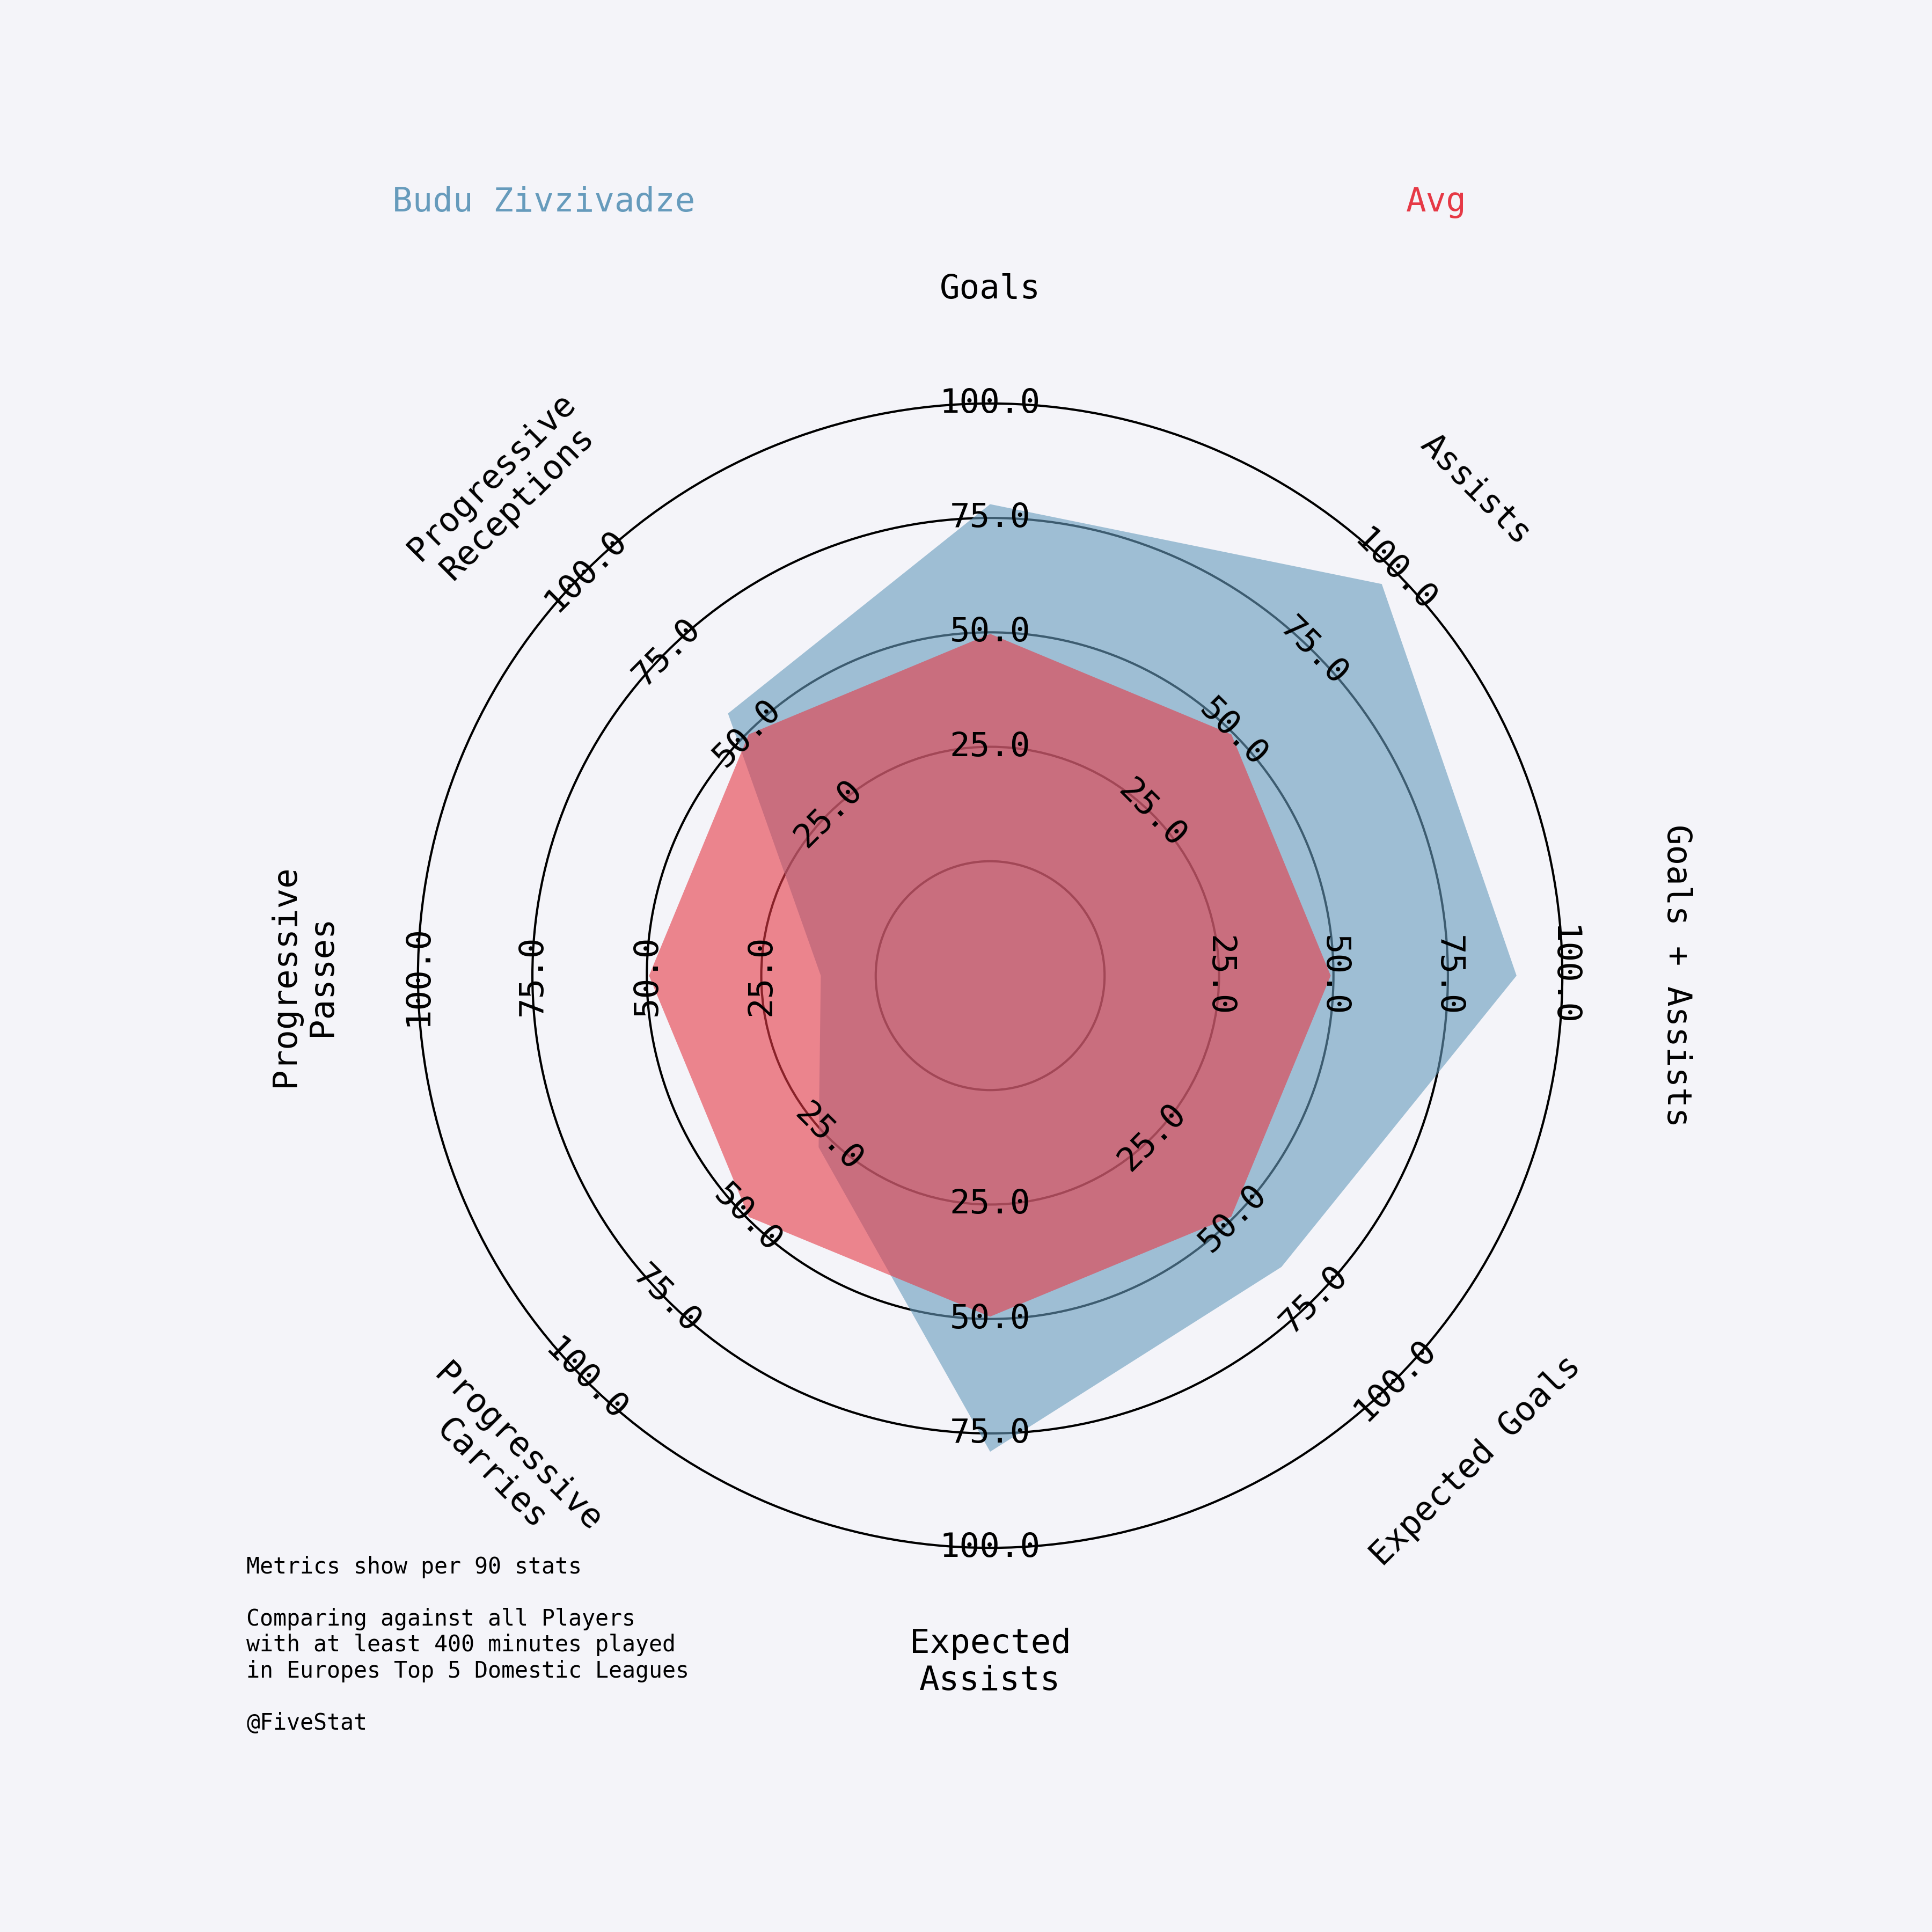 Budu Zivzivadze
Avg
Goals
Assists
Goals + Assists
Expected Goals
Expected
Assists
Progressive
Carries
Progressive
Passes
Progressive
Receptions
100.0
75.0
50.0
25.0
100.0
75.0
50.0
25.0
100.0
75.0
50.0
25.0
100.0
75.0
50.0
25.0
100.0
75.0
50.0
25.0
100.0
75.0
50.0
25.0
100.0
75.0
50.0
25.0
100.0
75.0
50.0
25.0
Metrics show per 90 stats
Comparing against all Players
with at least 400 minutes played
in Europes Top 5 Domestic Leagues
@FiveStat